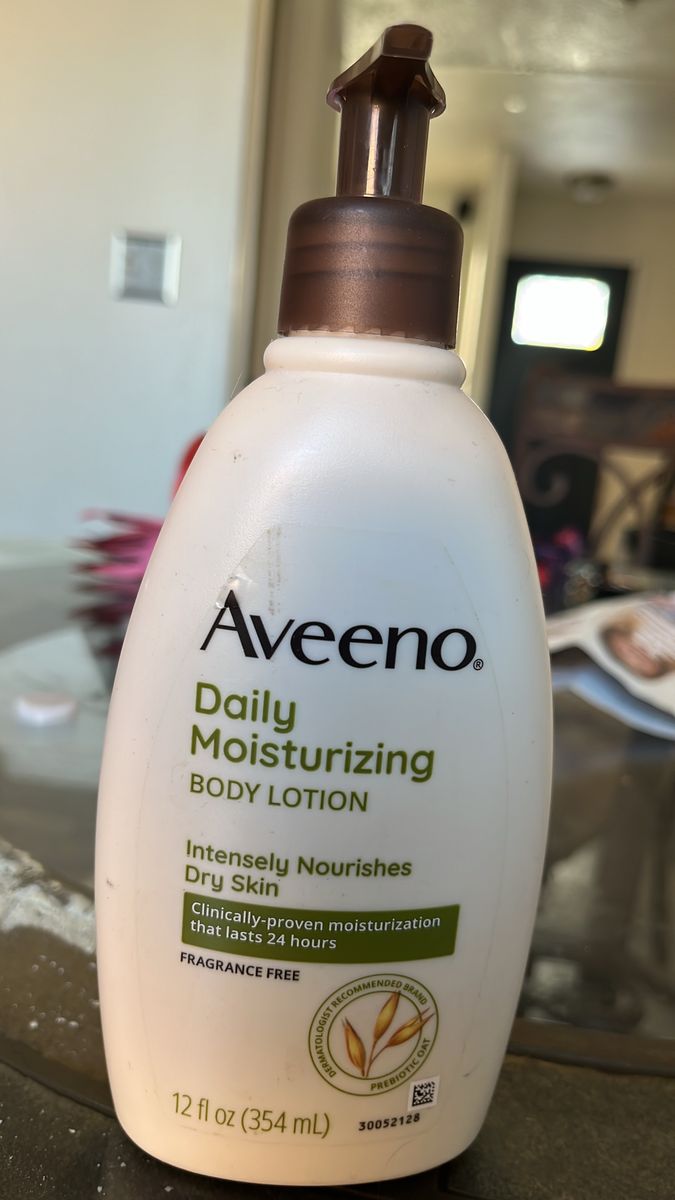 Aveeno®
Daily
Moisturizing
BODY LOTION
Intensely Nourishes
Dry Skin
Clinically-proven moisturization
that lasts 24 hours
FRAGRANCE FREE
DERMATOLOGIST RECOMMENDED BRAND
PREBIOTIC OAT
12 fl oz (354 mL)
30052128